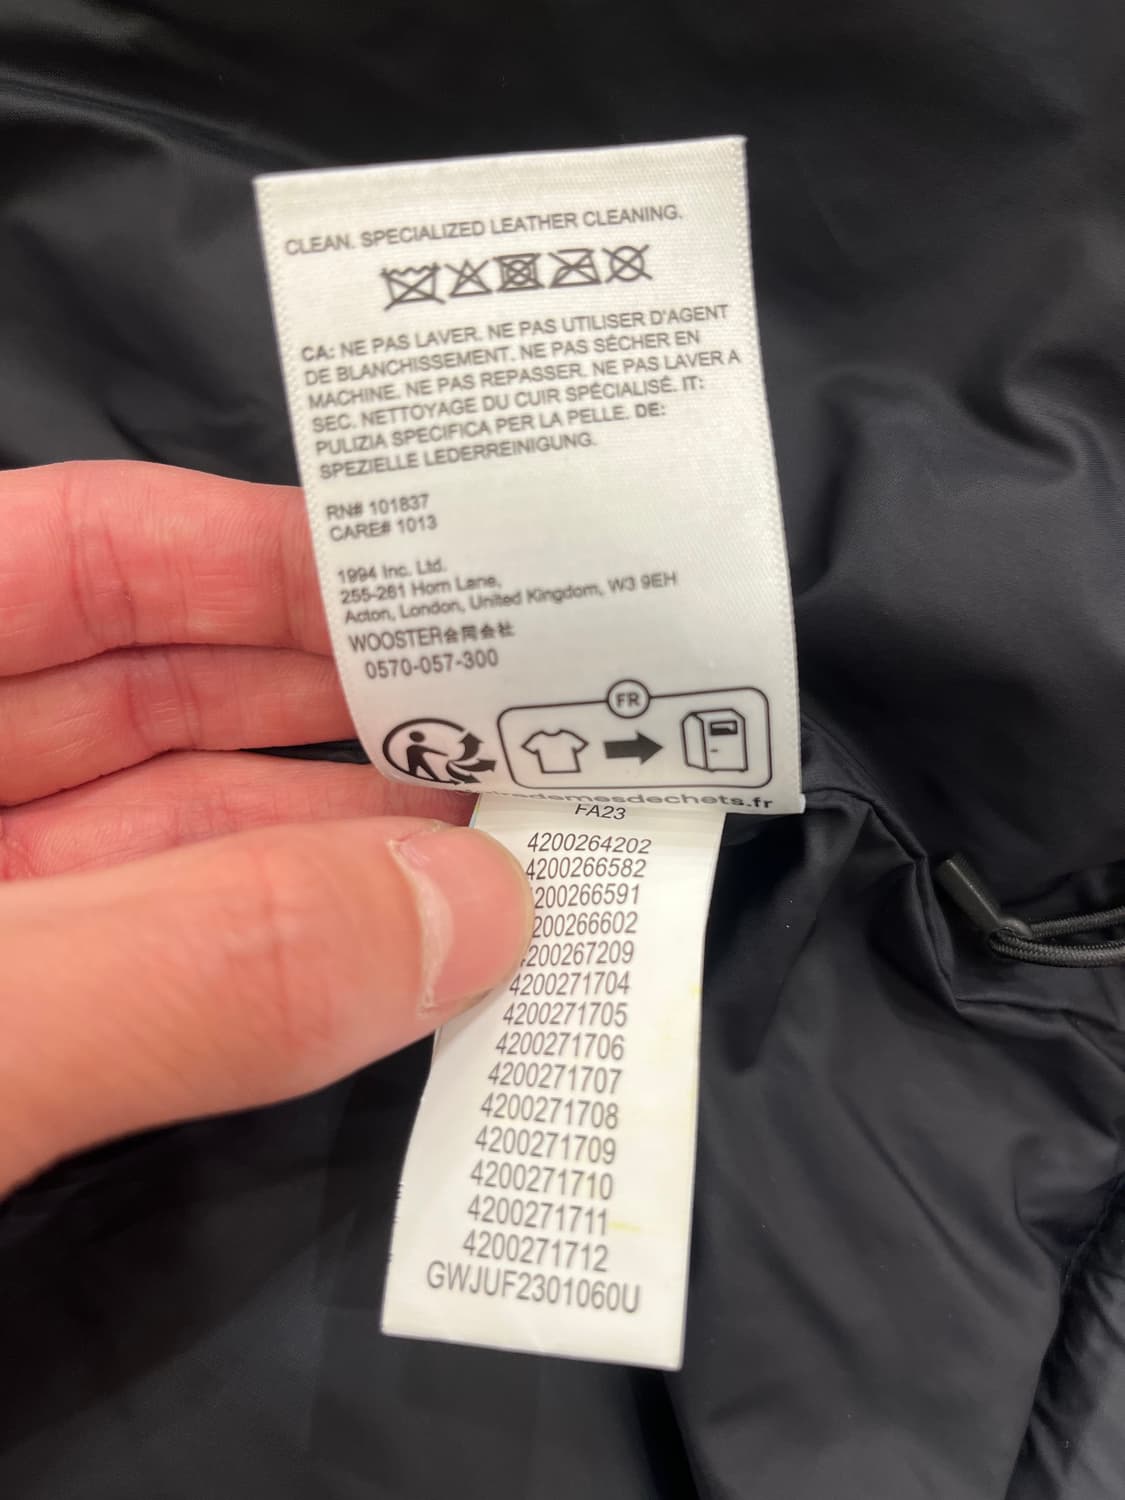 CLEAN. SPECIALIZED LEATHER CLEANING.
CA: NE PAS LAVER. NE PAS UTILISER D'AGENT
DE BLANCHISSEMENT. NE PAS SÉCHER EN
MACHINE. NE PAS REPASSER. NE PAS LAVER A
SEC. NETTOYAGE DU CUIR SPÉCIALISÉ. IT:
PULIZIA SPECIFICA PER LA PELLE. DE:
SPEZIELLE LEDERREINIGUNG.
RN# 101837
CARE# 1013
1994 Inc. Ltd.
255-261 Horn Lane,
Acton, London, United Kingdom, W3 9EH
WOOSTER合同会社
0570-057-300
FR
FA23
4200264202
4200266582
200266591
200266602
200267209
4200271704
4200271705
4200271706
4200271707
4200271708
4200271709
4200271710
4200271711
4200271712
GWJUF2301060U